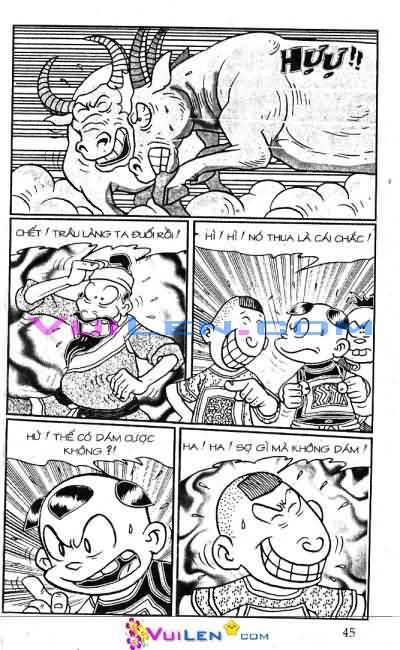 HỰỰ!!
CHẾT! TRÂU LÀNG TA ĐUỐI RỒI!
HÌ! HÌ! NÓ THUA LÀ CÁI CHẮC!
VUILEN.COM
HỪ! THẾ CÓ DÁM CƯỢC
KHÔNG?!
HA! HA! SỢ GÌ MÀ KHÔNG DÁM!
VUILEN.COM
45